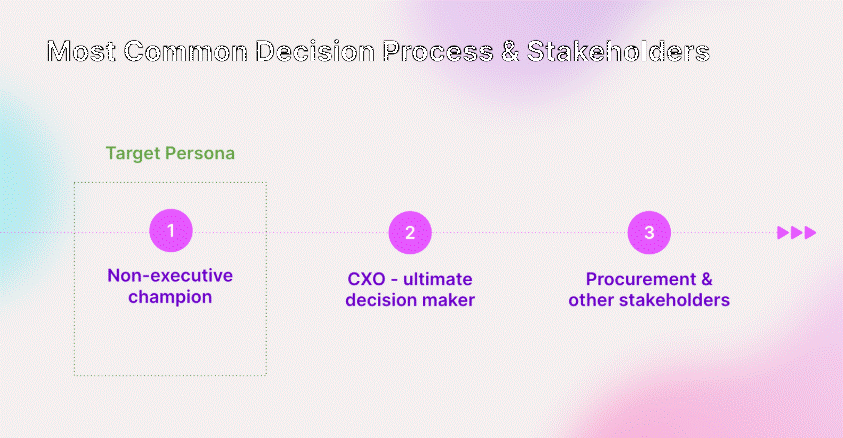 Most Common Decision Process & Stakeholders
Target Persona
1
2
3
Non-executive
champion
CXO - ultimate
decision maker
Procurement &
other stakeholders